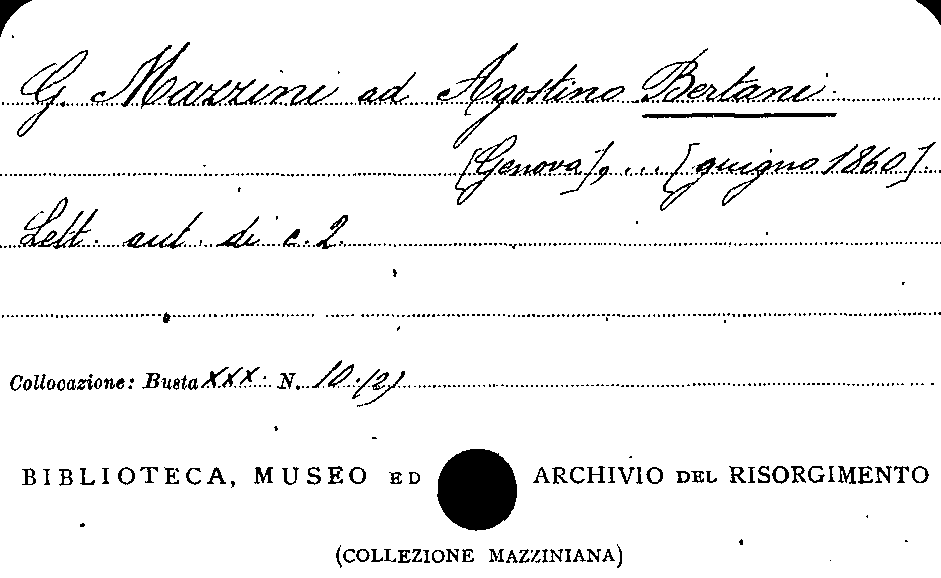 G. Mazzini ad Agostino Bertani.
[Genova], ... [giugno 1860].
Lett. aut. di c. 2.
Collocazione: Busta XXX. N. 10.(2)
BIBLIOTECA, MUSEO ED ARCHIVIO DEL RISORGIMENTO
(COLLEZIONE MAZZINIANA)